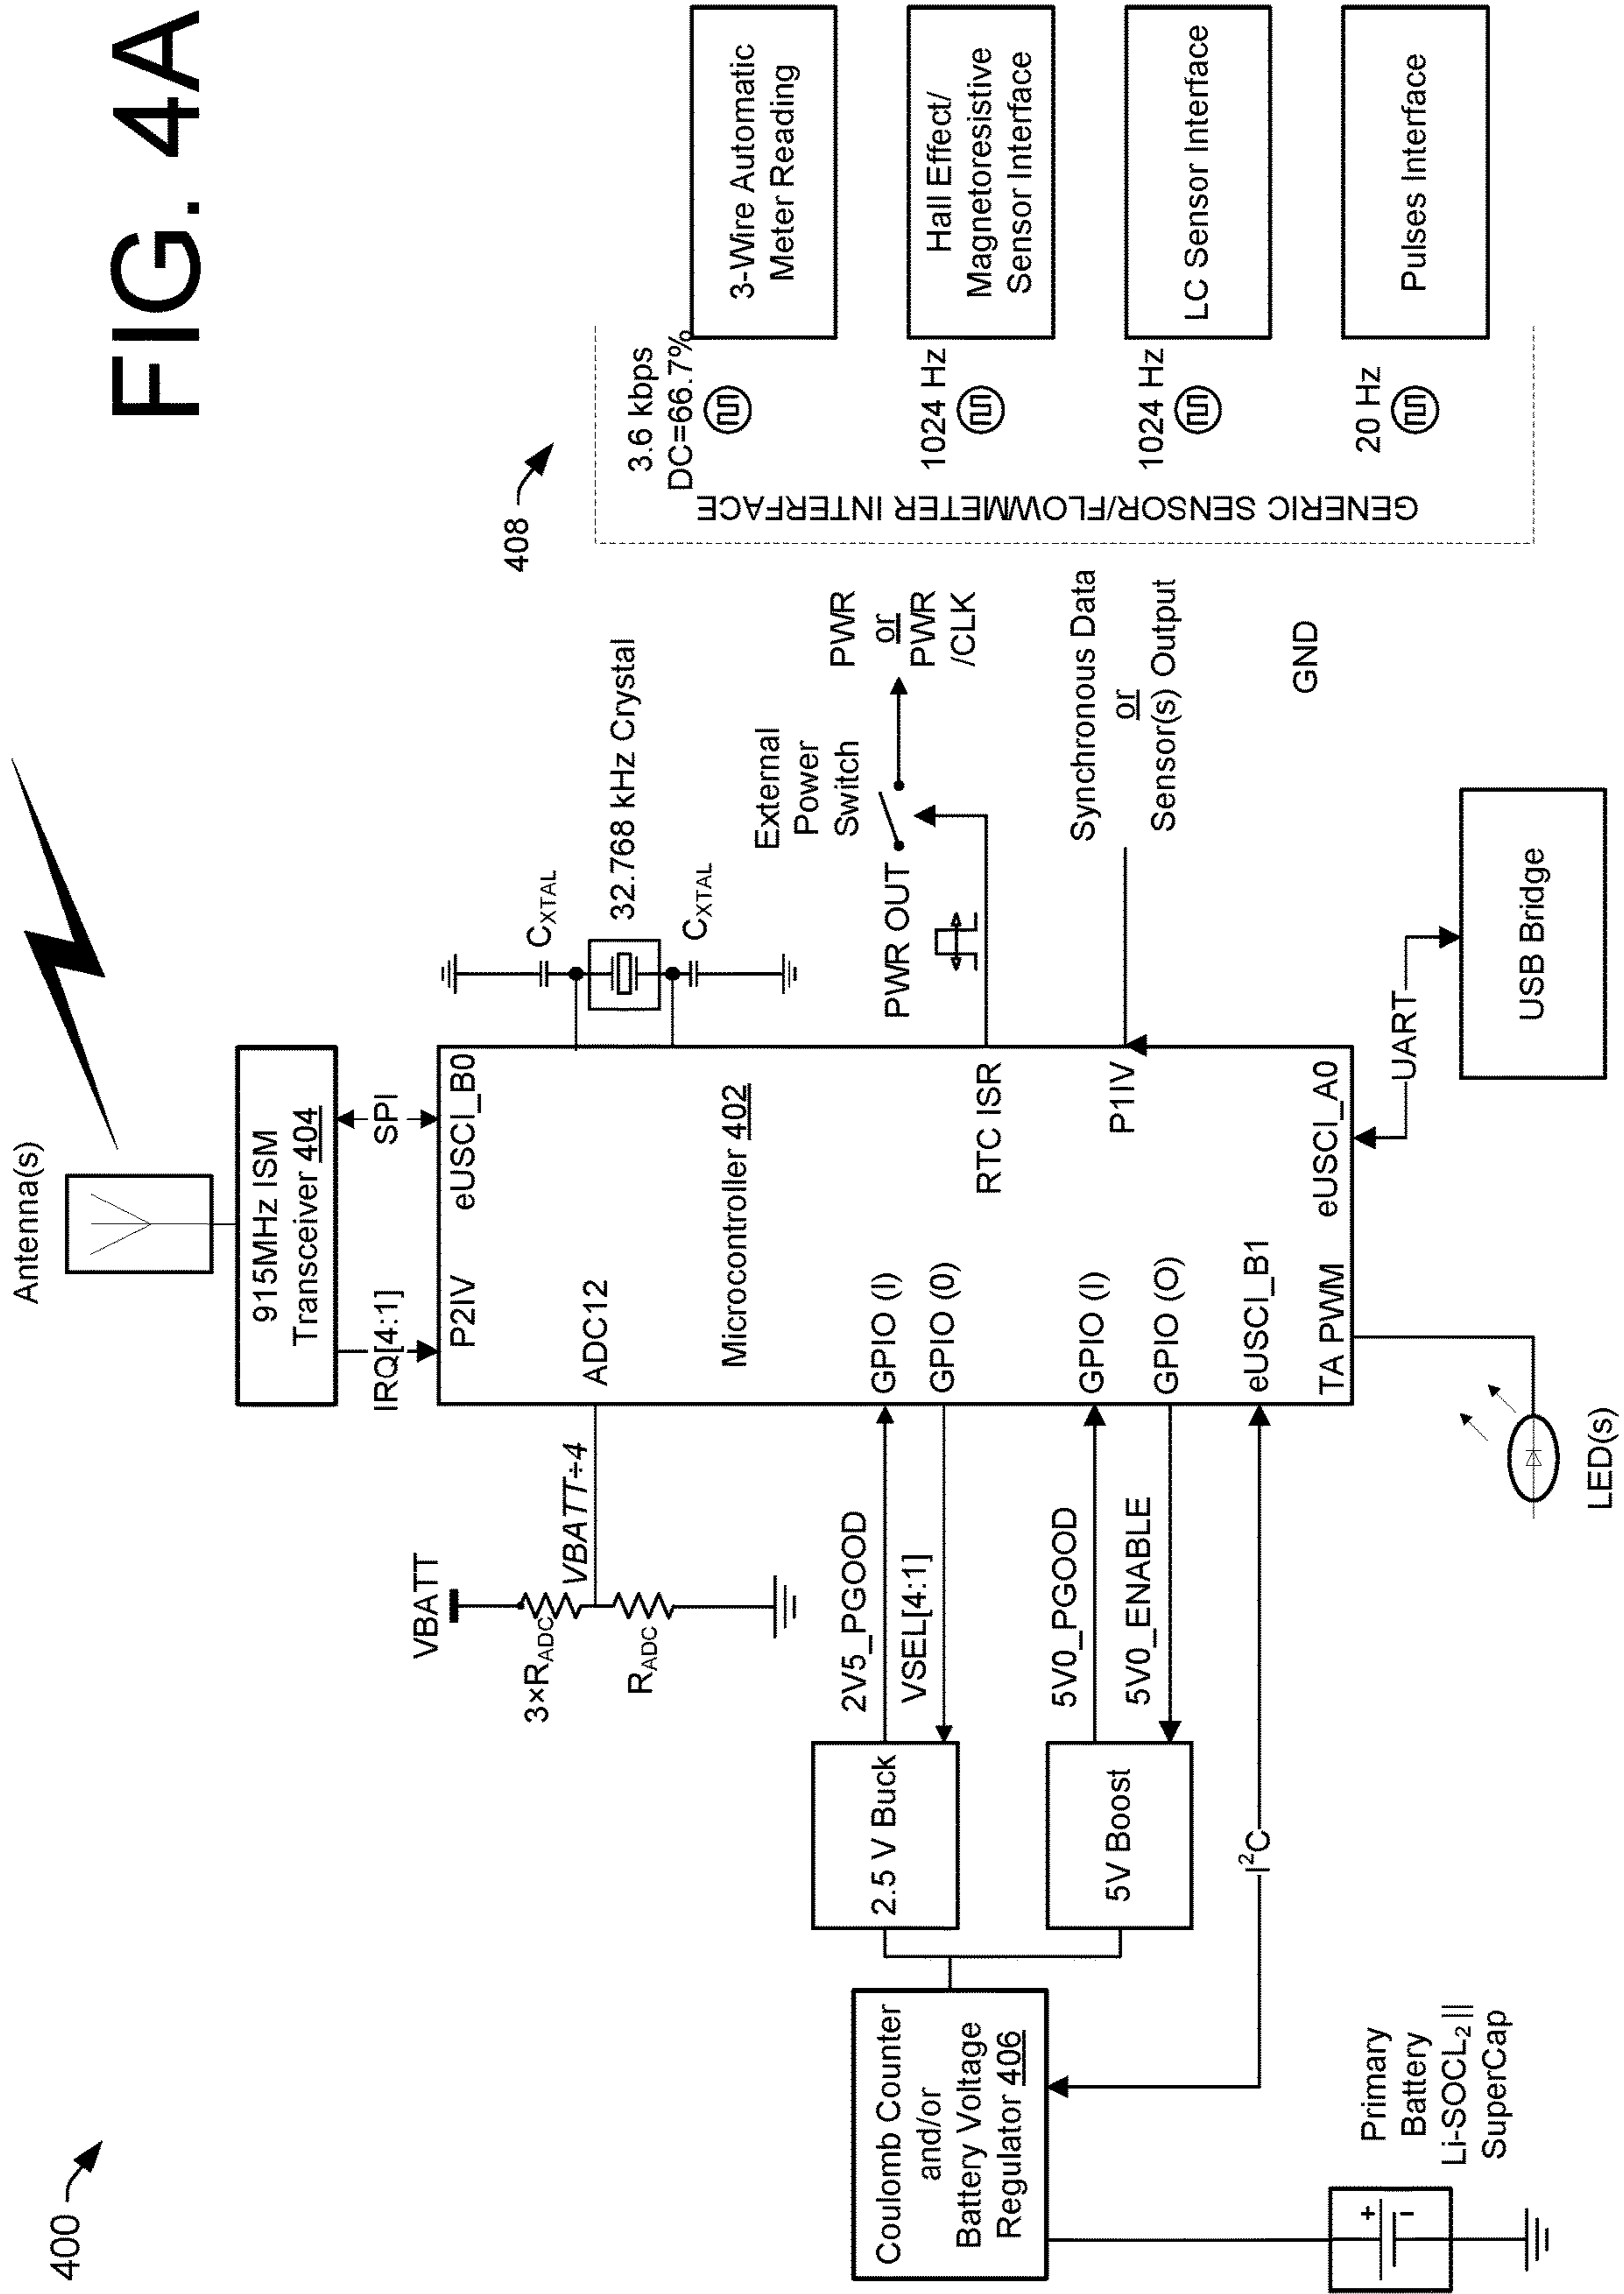 FIG. 4A
400
Antenna(s)
915MHz ISM
Transceiver 404
IRQ[4:1]
SPI
P2IV
eUSCI_B0
ADC12
Microcontroller 402
GPIO (I)
GPIO (0)
GPIO (I)
GPIO (O)
eUSCI_B1
TA PWM
RTC ISR
P1IV
eUSCI_A0
VBATT
3×RADC
RADC
VBATT÷4
2V5_PGOOD
VSEL[4:1]
5V0_PGOOD
5V0_ENABLE
2.5 V Buck
5V Boost
I²C
Coulomb Counter
and/or
Battery Voltage
Regulator 406
+
-
Primary
Battery
Li-SOCL₂ ||
SuperCap
LED(s)
CXTAL
32.768 kHz Crystal
CXTAL
External
Power
Switch
PWR OUT
PWR
or
PWR
/CLK
Synchronous Data
or
Sensor(s) Output
GND
UART
USB Bridge
408
GENERIC SENSOR/FLOWMETER INTERFACE
3.6 kbps
DC=66.7%
3-Wire Automatic
Meter Reading
1024 Hz
Hall Effect/
Magnetoresistive
Sensor Interface
1024 Hz
LC Sensor Interface
20 Hz
Pulses Interface